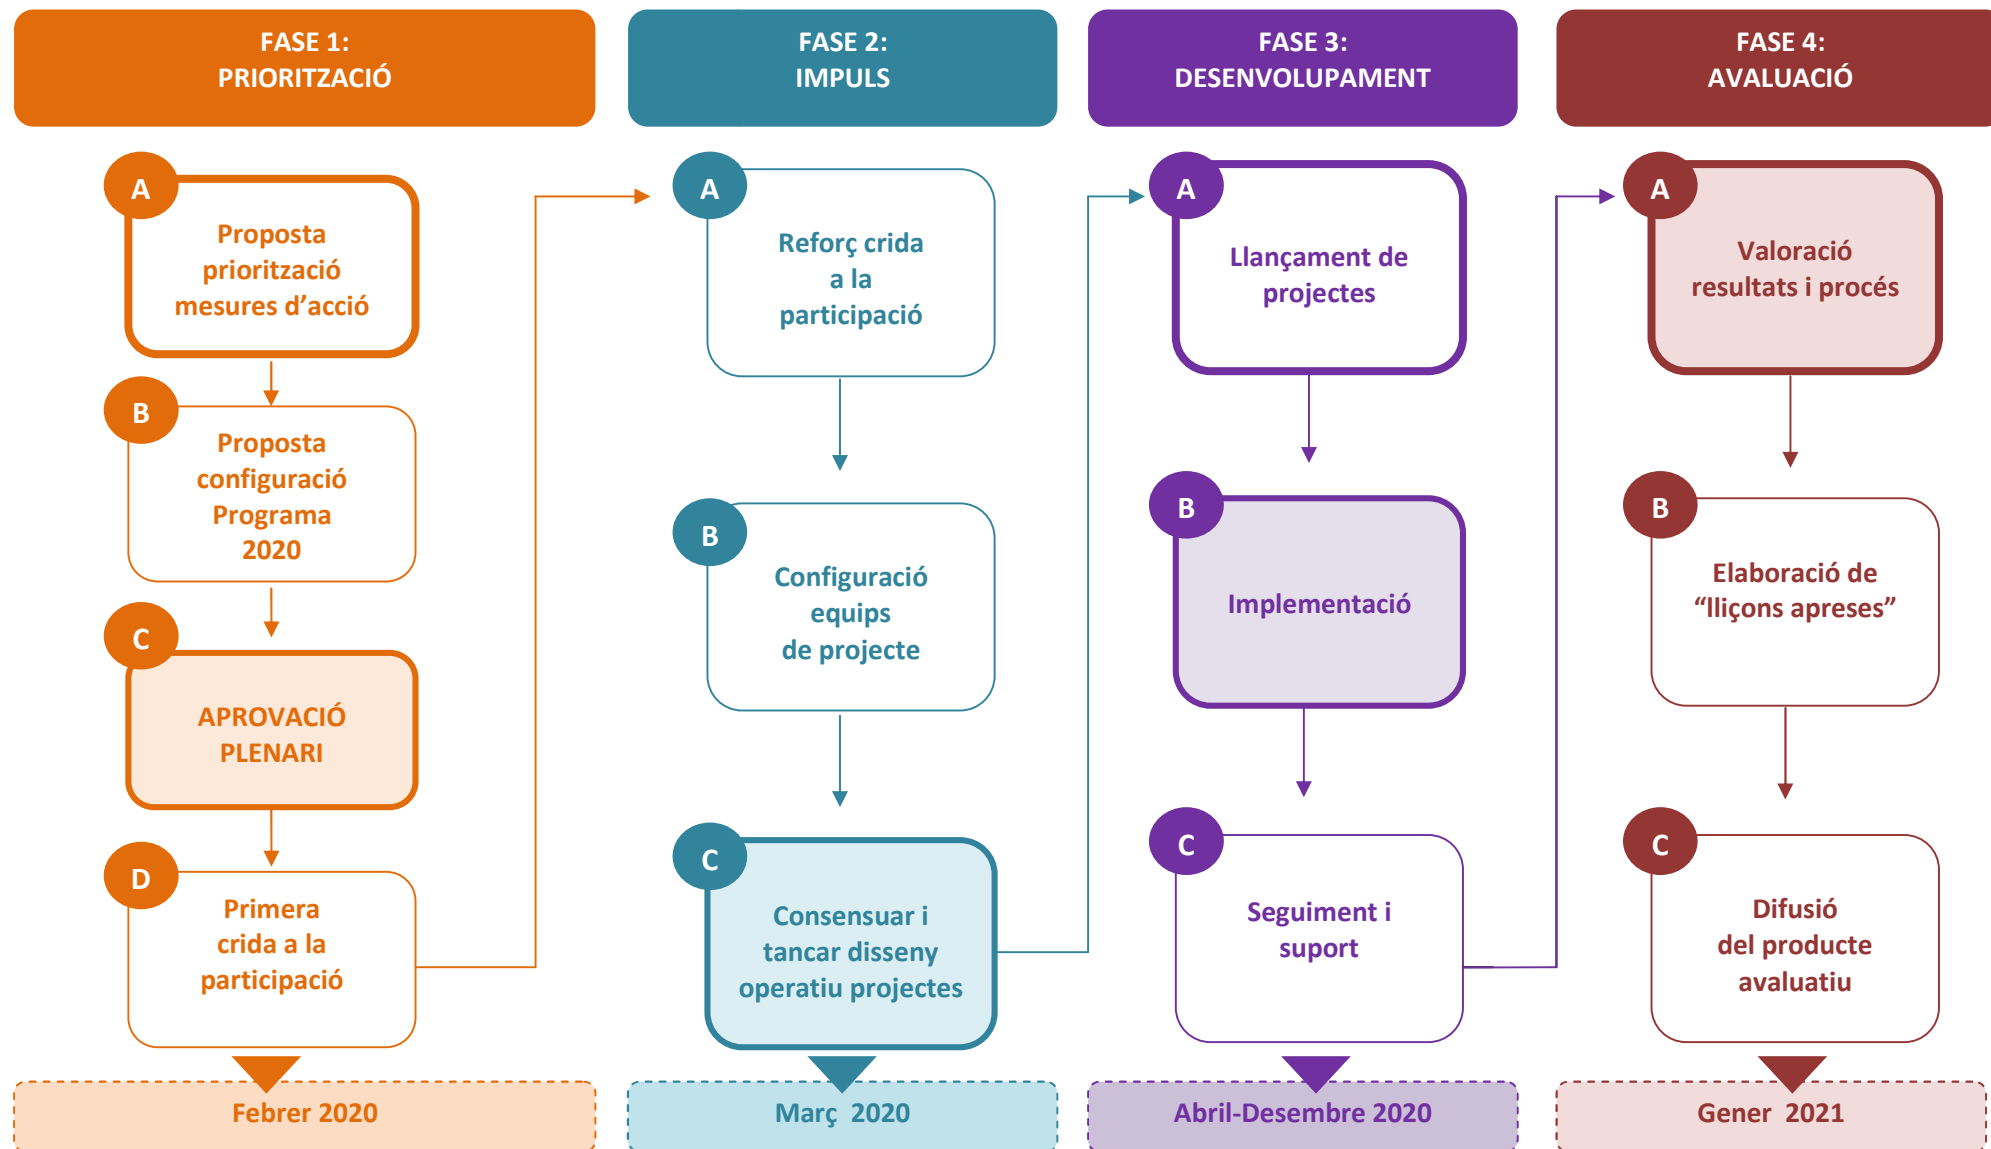 FASE 1:
PRIORITZACIÓ
A
Proposta
priorització
mesures d’acció
B
Proposta
configuració
Programa
2020
C
APROVACIÓ
PLENARI
D
Primera
crida a la
participació
Febrer 2020
FASE 2:
IMPULS
A
Reforç crida
a la
participació
B
Configuració
equips
de projecte
C
Consensuar i
tancar disseny
operatiu projectes
Març 2020
FASE 3:
DESENVOLUPAMENT
A
Llançament de
projectes
B
Implementació
C
Seguiment i
suport
Abril-Desembre 2020
FASE 4:
AVALUACIÓ
A
Valoració
resultats i procés
B
Elaboració de
“lliçons apreses”
C
Difusió
del producte
avaluatiu
Gener 2021